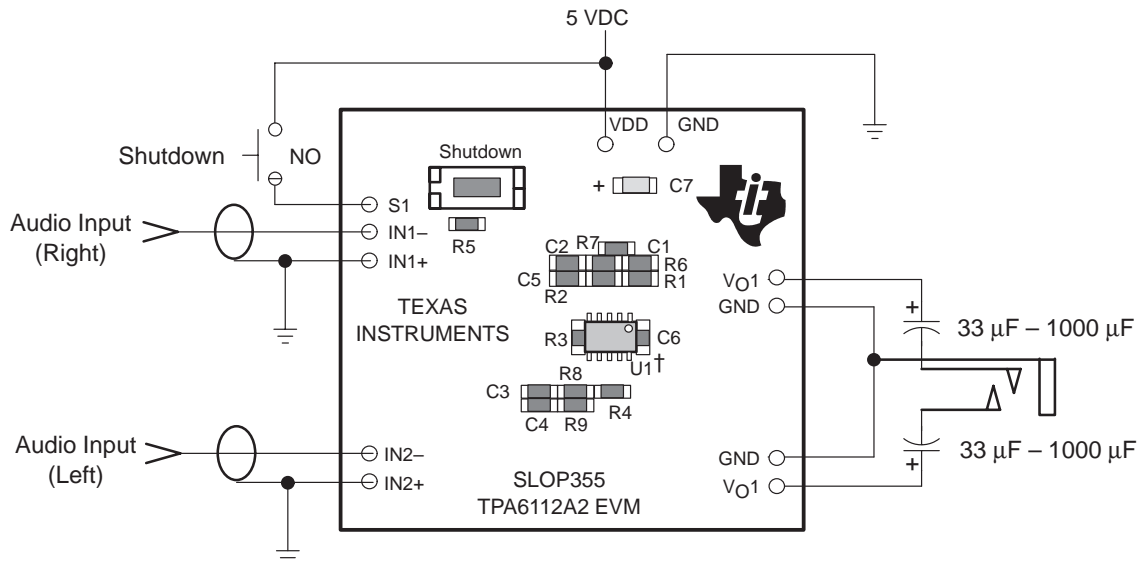 5 VDC
VDD GND
Shutdown NO
Shutdown
+ C7
S1
Audio Input
(Right)
IN1–
IN1+
R5
C2 R7 C1
R6
C5 R1
R2
VO1
GND
+
33 μF – 1000 μF
TEXAS
INSTRUMENTS
R3 C6
U1†
R8
C3
R4
C4 R9
Audio Input
(Left)
IN2–
IN2+
GND
VO1
+
33 μF – 1000 μF
SLOP355
TPA6112A2 EVM